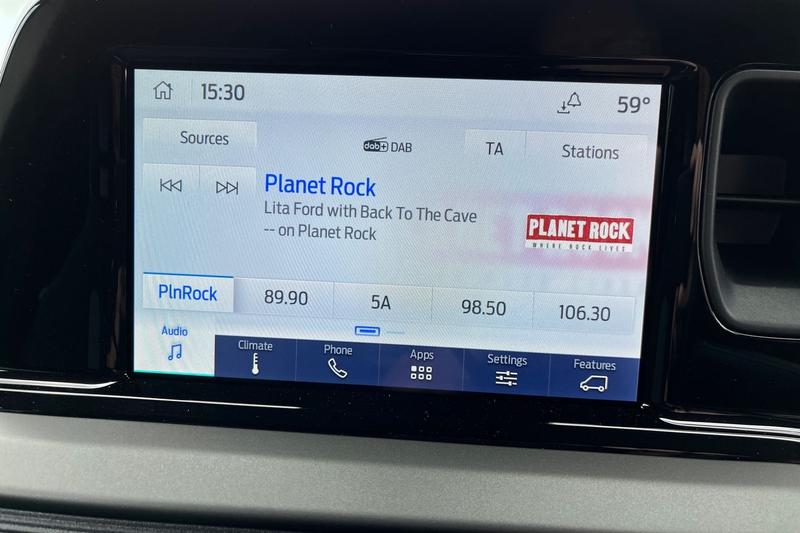 15:30
59°
Sources
dab+ DAB
TA
Stations
Planet Rock
Lita Ford with Back To The Cave
-- on Planet Rock
PLANET ROCK
WHERE ROCK LIVES
PlnRock
89.90
5A
98.50
106.30
Audio
Climate
Phone
Apps
Settings
Features